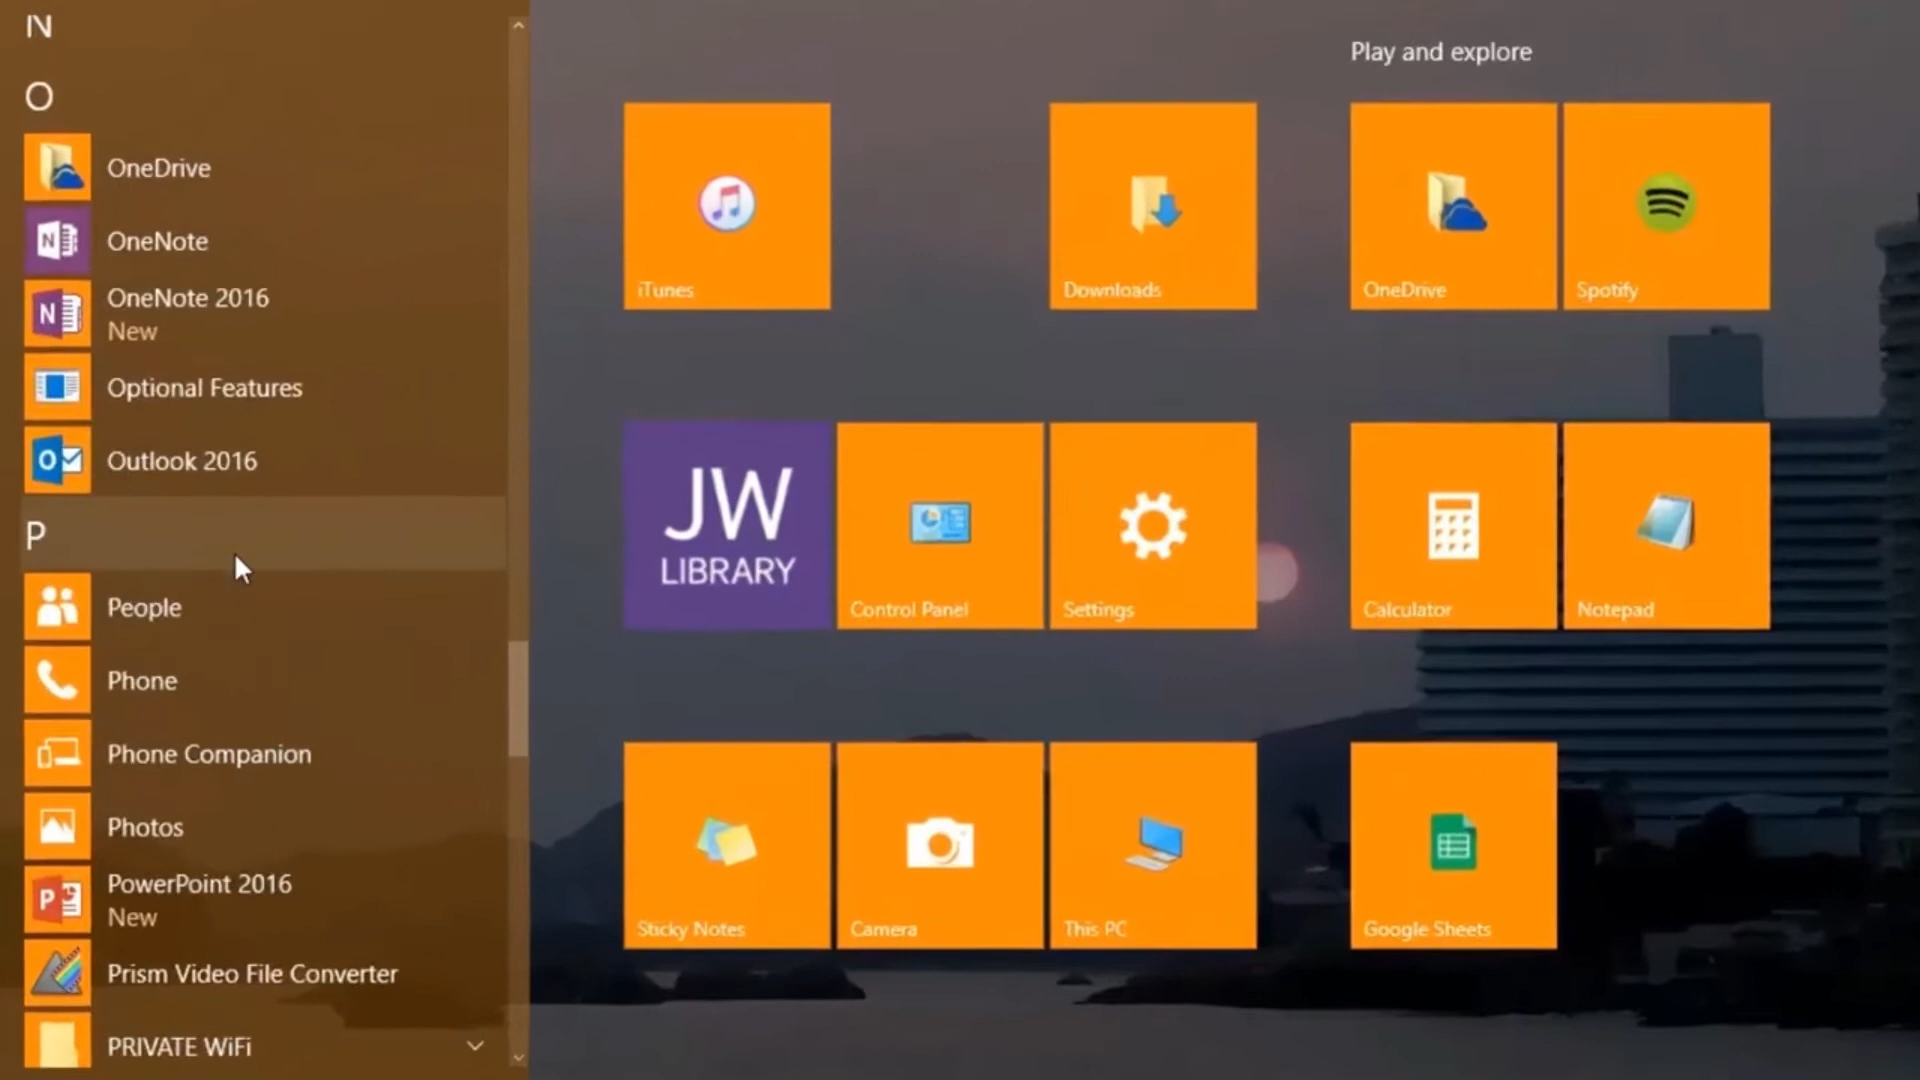 N
O
OneDrive
OneNote
OneNote 2016
New
Optional Features
Outlook 2016
P
People
Phone
Phone Companion
Photos
PowerPoint 2016
New
Prism Video File Converter
PRIVATE WiFi
Play and explore
iTunes
Downloads
OneDrive
Spotify
JW
LIBRARY
Control Panel
Settings
Calculator
Notepad
Sticky Notes
Camera
This PC
Google Sheets